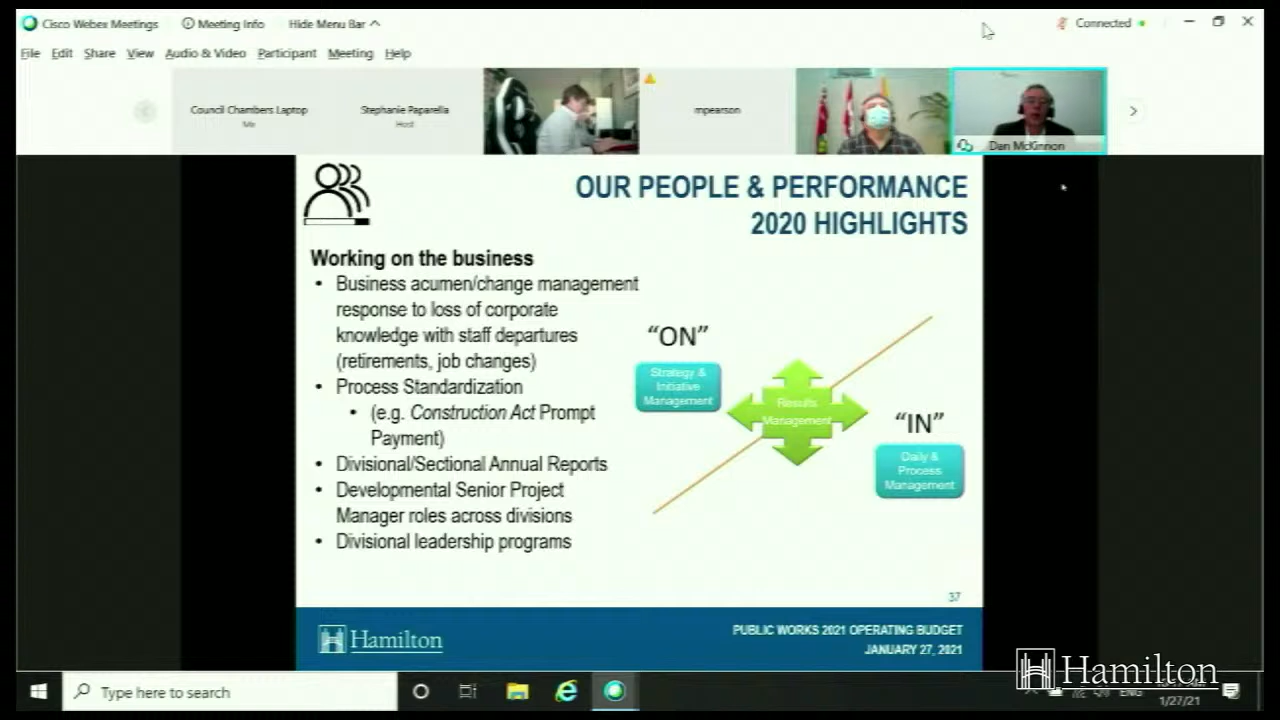 Cisco Webex Meetings
Meeting Info
Hide Menu Bar
Connected
File Edit Share View Audio & Video Participant Meeting Help
Council Chambers Laptop
Me
Stephanie Paparella
Host
mpearson
Dan McKinnon
OUR PEOPLE & PERFORMANCE
2020 HIGHLIGHTS
Working on the business
• Business acumen/change management
response to loss of corporate
knowledge with staff departures
(retirements, job changes)
• Process Standardization
• (e.g. Construction Act Prompt
Payment)
• Divisional/Sectional Annual Reports
• Developmental Senior Project
Manager roles across divisions
• Divisional leadership programs
“ON”
Strategy &
Initiative
Management
Results
Management
“IN”
Daily &
Process
Management
37
Hamilton
PUBLIC WORKS 2021 OPERATING BUDGET
JANUARY 27, 2021
Hamilton
Type here to search
ENG
1/27/21